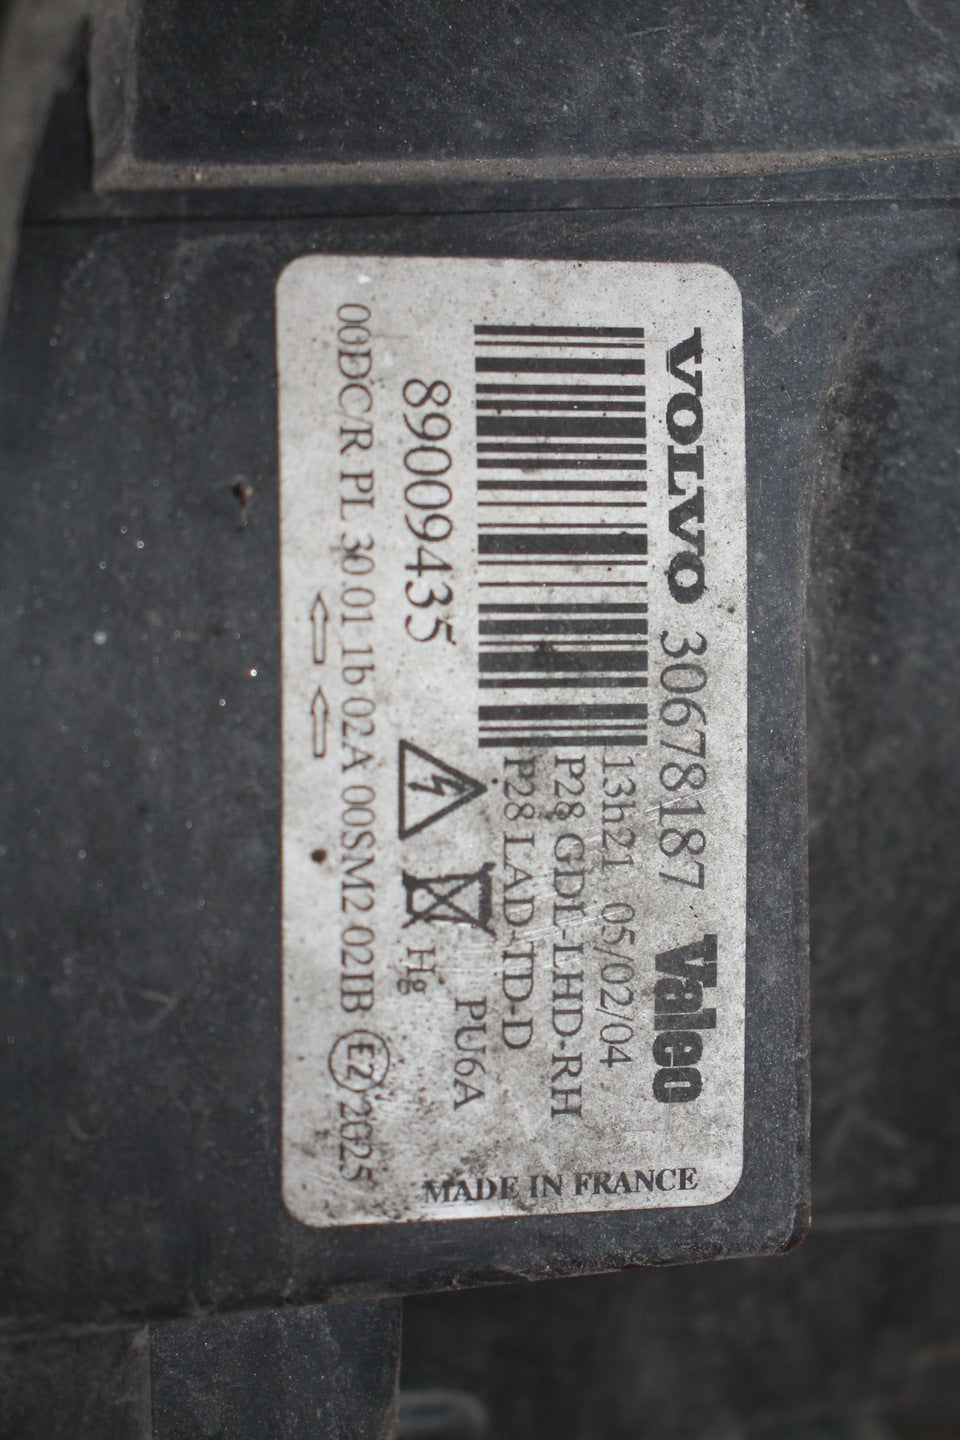 VOLVO 30678187 Valeo
13h21 05/02/04
P28 GDL-LHD-RH
P28 LAD-TD-D
PU6A
89009435
Hg
00DC/R PL 30 01 1b 02A 00SM2 02IB E2 2025
MADE IN FRANCE